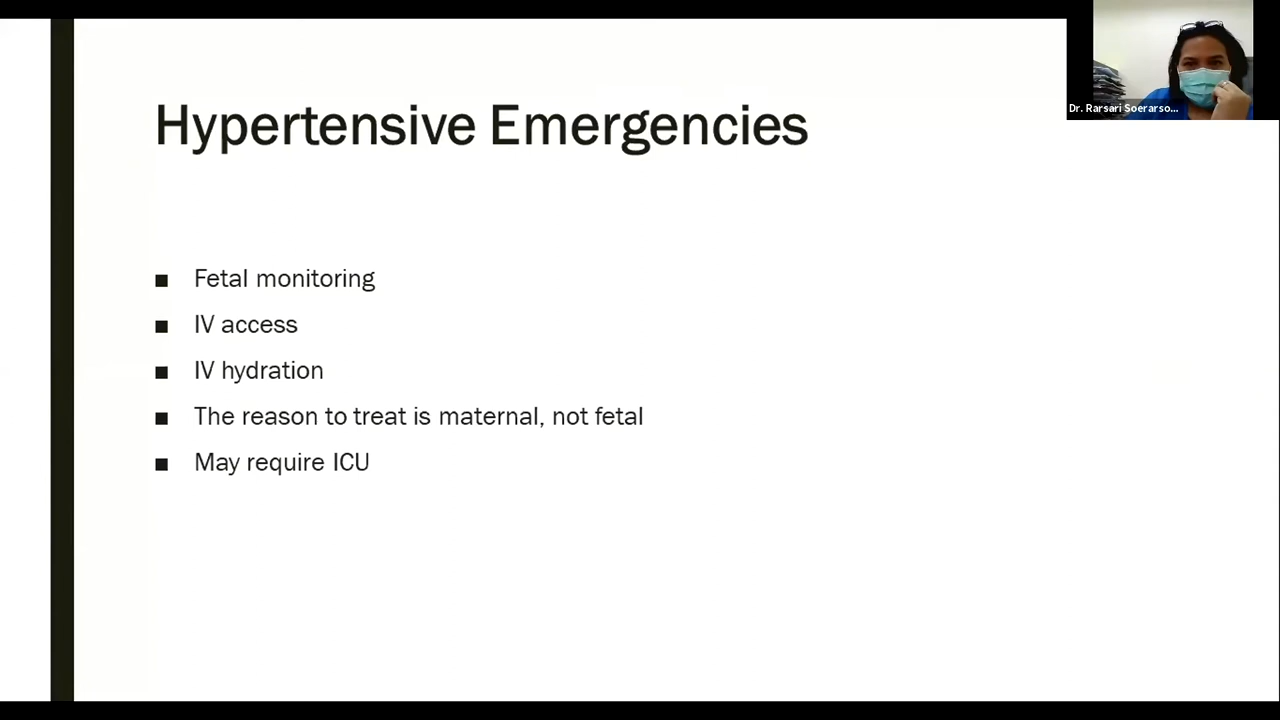 Hypertensive Emergencies
Dr. Rarsari Soerarso...
■ Fetal monitoring
■ IV access
■ IV hydration
■ The reason to treat is maternal, not fetal
■ May require ICU